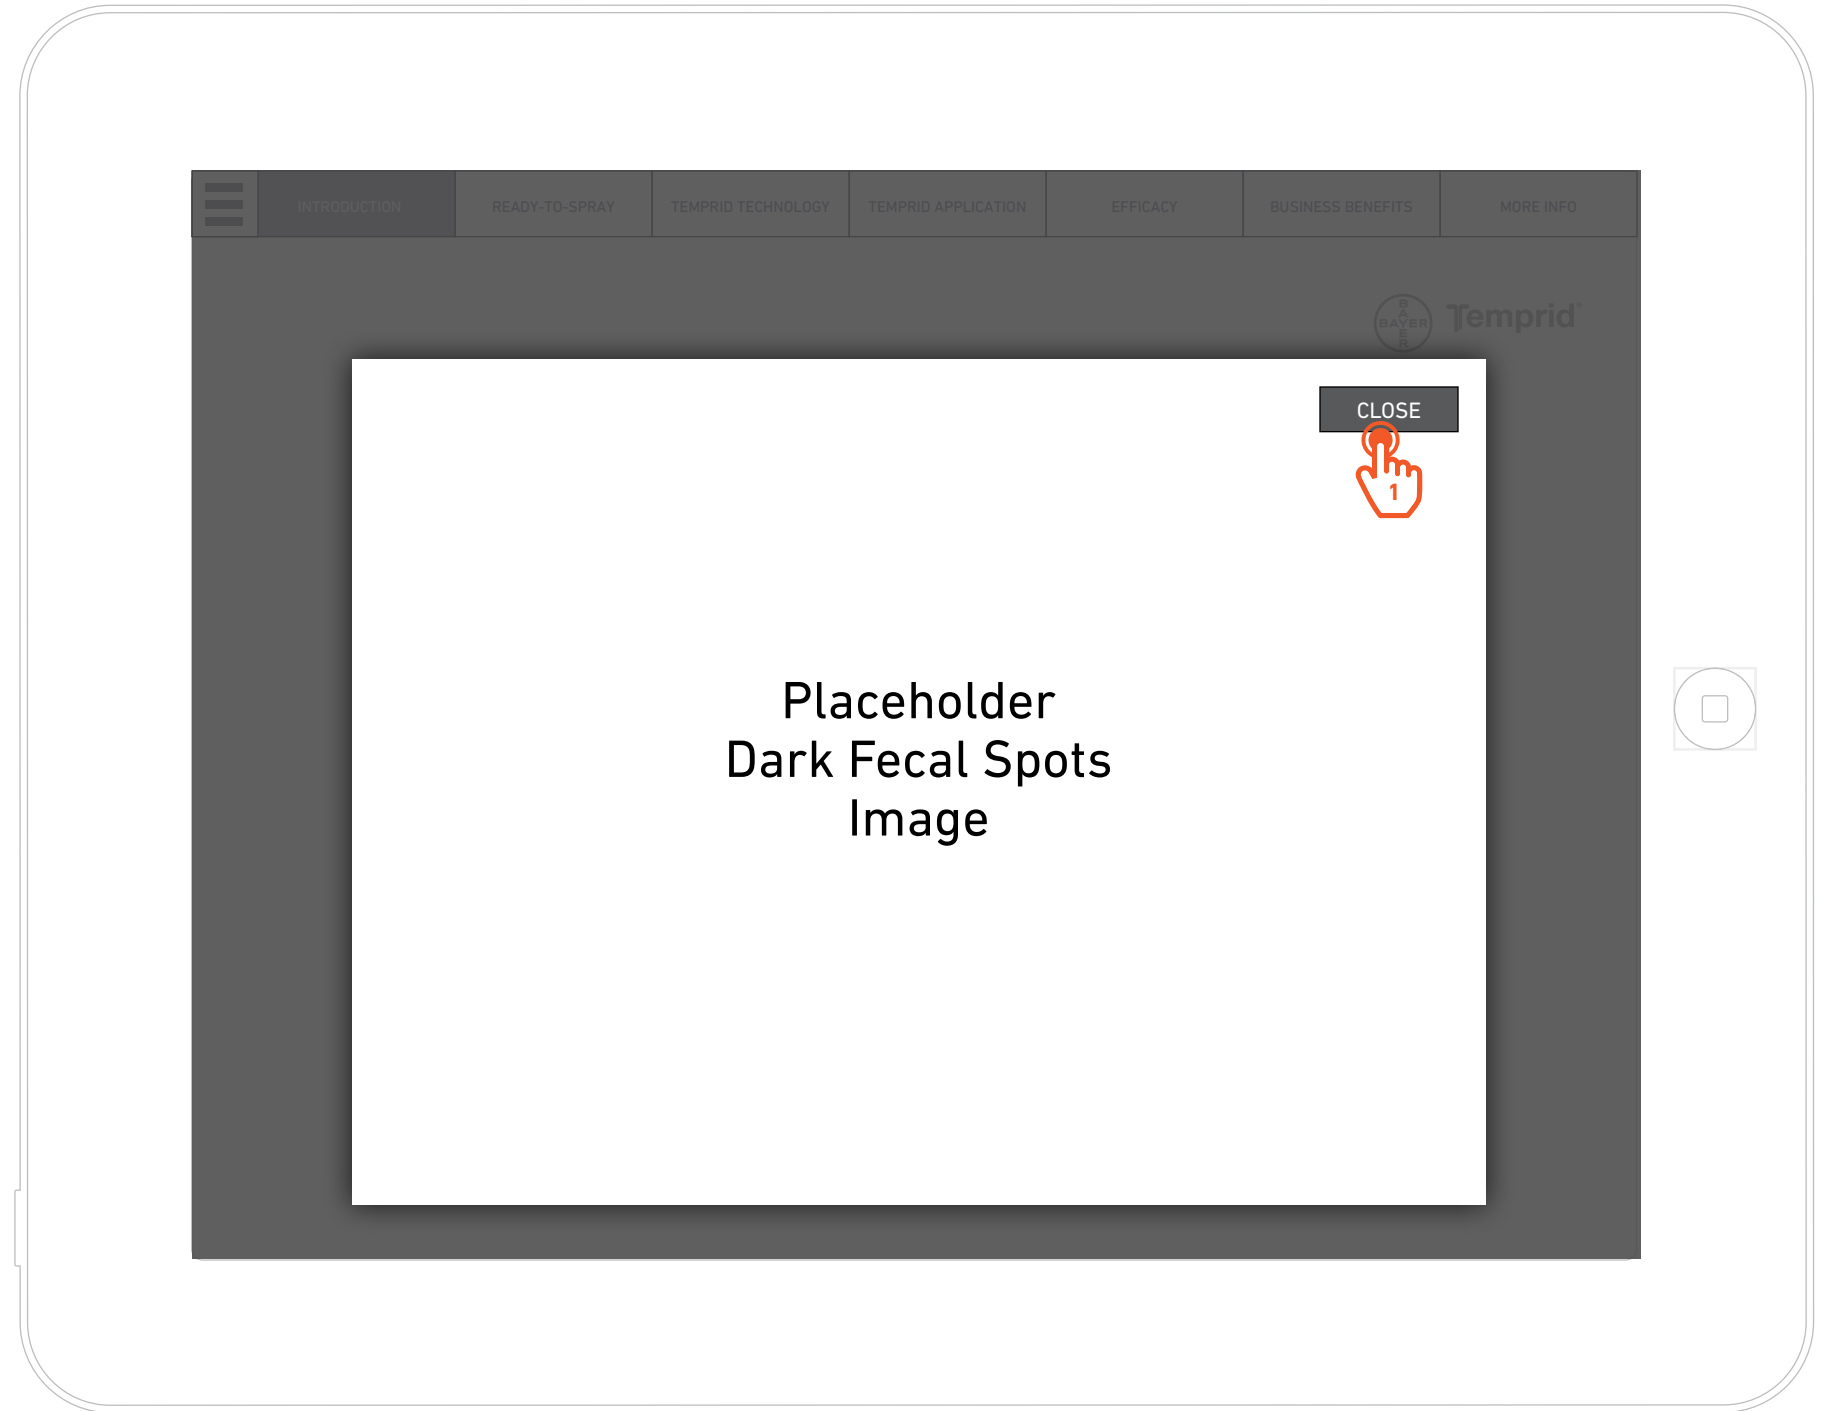 INTRODUCTION
READY-TO-SPRAY
TEMPRID TECHNOLOGY
TEMPRID APPLICATION
EFFICACY
BUSINESS BENEFITS
MORE INFO
BAYER
BAYER
Temprid®
CLOSE
1
Placeholder
Dark Fecal Spots
Image